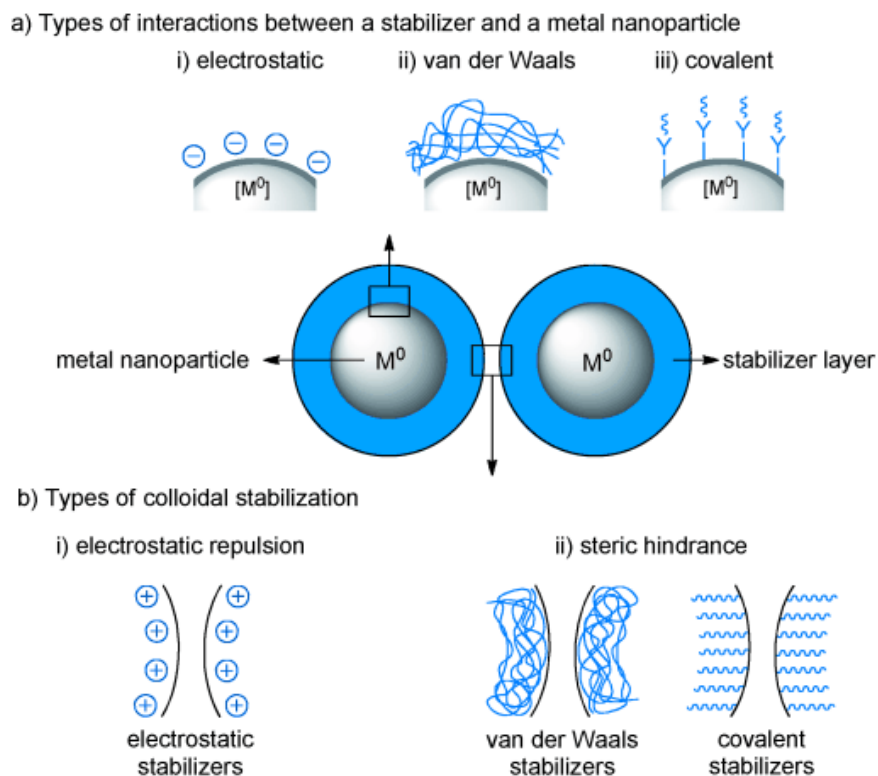 a) Types of interactions between a stabilizer and a metal nanoparticle
i) electrostatic
ii) van der Waals
iii) covalent
− − − −
Y Y Y Y
[M⁰]
[M⁰]
[M⁰]
metal nanoparticle
M⁰
M⁰
stabilizer layer
b) Types of colloidal stabilization
i) electrostatic repulsion
ii) steric hindrance
+ +
+ +
+ +
+ +
electrostatic
stabilizers
van der Waals
stabilizers
covalent
stabilizers